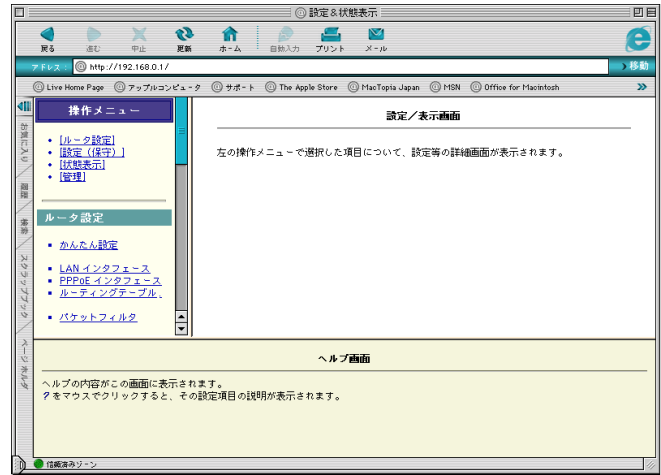 設定&状態表示
戻る 進む 中止 更新 ホーム 自動入力 プリント メール
アドレス: http://192.168.0.1/ 移動
Live Home Page アップルコンピュータ サポート The Apple Store MacTopia Japan MSN Office for Macintosh
お気に入り
履歴
検索
スクラップブック
ページ ホルダ
操作メニュー
[ルータ設定]
[設定（保守）]
[状態表示]
[管理]
ルータ設定
かんたん設定
LAN インタフェース
PPPoE インタフェース
ルーティングテーブル
パケットフィルタ
設定／表示画面
左の操作メニューで選択した項目について、設定等の詳細画面が表示されます。
ヘルプ画面
ヘルプの内容がこの画面に表示されます。
? をマウスでクリックすると、その設定項目の説明が表示されます。
信頼済みゾーン